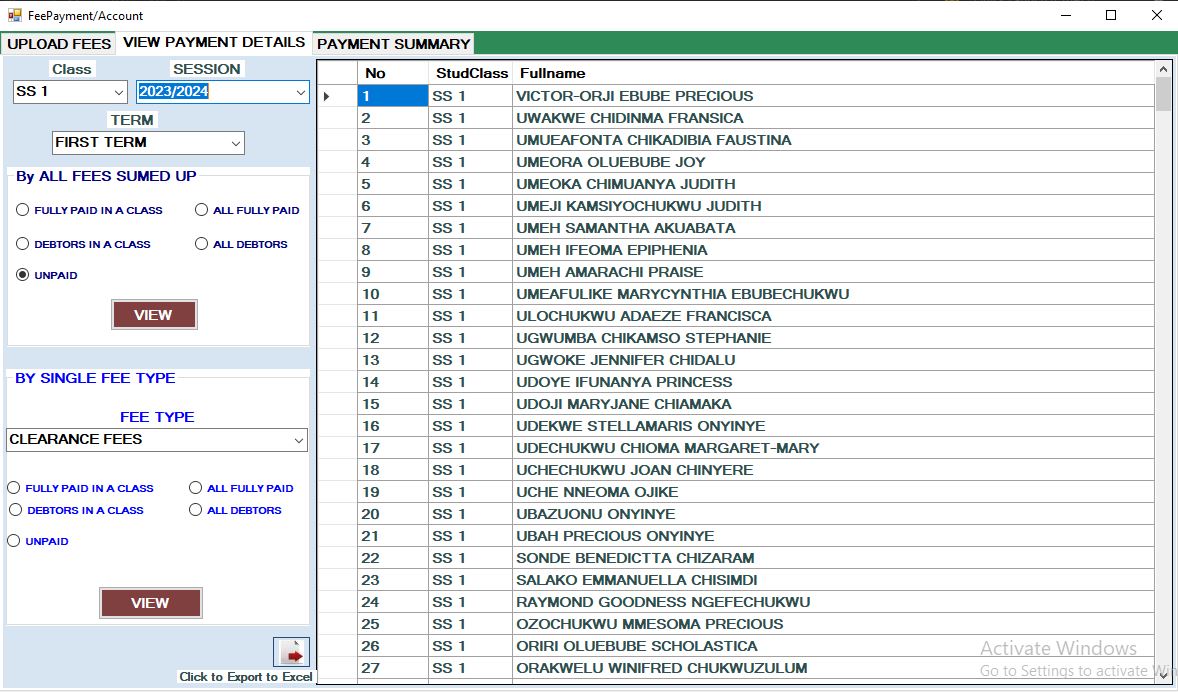 FeePayment/Account
UPLOAD FEES VIEW PAYMENT DETAILS PAYMENT SUMMARY
Class SESSION
SS 1 2023/2024
TERM
FIRST TERM
By ALL FEES SUMED UP
FULLY PAID IN A CLASS ALL FULLY PAID
DEBTORS IN A CLASS ALL DEBTORS
UNPAID
VIEW
BY SINGLE FEE TYPE
FEE TYPE
CLEARANCE FEES
FULLY PAID IN A CLASS ALL FULLY PAID
DEBTORS IN A CLASS ALL DEBTORS
UNPAID
VIEW
Click to Export to Excel
No StudClass Fullname
1 SS 1 VICTOR-ORJI EBUBE PRECIOUS
2 SS 1 UWAKWE CHIDINMA FRANSICA
3 SS 1 UMUEAFONTA CHIKADIBIA FAUSTINA
4 SS 1 UMEORA OLUEBUBE JOY
5 SS 1 UMEOKA CHIMUANYA JUDITH
6 SS 1 UMEJI KAMSIYOCHUKWU JUDITH
7 SS 1 UMEH SAMANTHA AKUABATA
8 SS 1 UMEH IFEOMA EPIPHENIA
9 SS 1 UMEH AMARACHI PRAISE
10 SS 1 UMEAFULIKE MARYCYNTHIA EBUBECHUKWU
11 SS 1 ULOCHUKWU ADAEZE FRANCISCA
12 SS 1 UGWUMBA CHIKAMSO STEPHANIE
13 SS 1 UGWOKE JENNIFER CHIDALU
14 SS 1 UDOYE IFUNANYA PRINCESS
15 SS 1 UDOJI MARYJANE CHIAMAKA
16 SS 1 UDEKWE STELLAMARIS ONYINYE
17 SS 1 UDECHUKWU CHIOMA MARGARET-MARY
18 SS 1 UCHECHUKWU JOAN CHINYERE
19 SS 1 UCHE NNEOMA OJIKE
20 SS 1 UBAZUONU ONYINYE
21 SS 1 UBAH PRECIOUS ONYINYE
22 SS 1 SONDE BENEDICTTA CHIZARAM
23 SS 1 SALAKO EMMANUELLA CHISIMDI
24 SS 1 RAYMOND GOODNESS NGEFECHUKWU
25 SS 1 OZOCHUKWU MMESOMA PRECIOUS
26 SS 1 ORIRI OLUEBUBE SCHOLASTICA
27 SS 1 ORAKWELU WINIFRED CHUKWUZULUM
Activate Windows
Go to Settings to activate Win